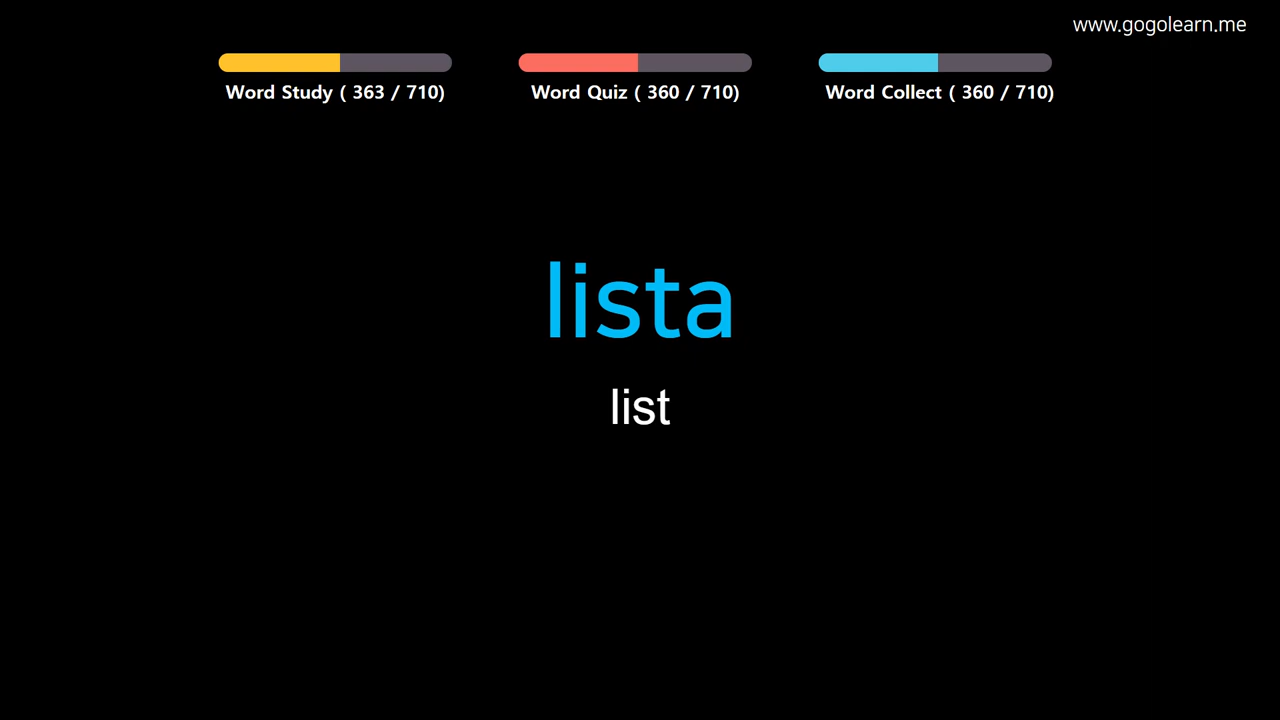 www.gogolearn.me
Word Study ( 363 / 710)
Word Quiz ( 360 / 710)
Word Collect ( 360 / 710)
lista
list